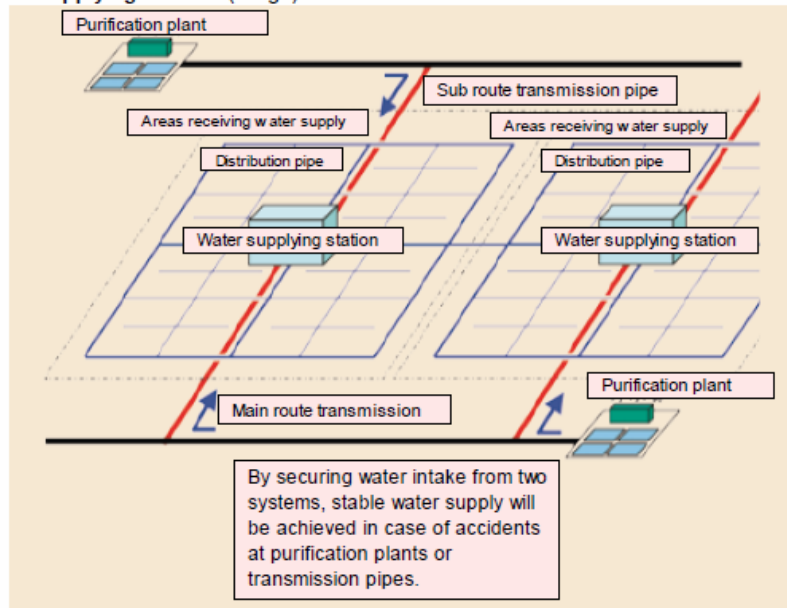 Purification plant
Sub route transmission pipe
Areas receiving water supply
Areas receiving water supply
Distribution pipe
Distribution pipe
Water supplying station
Water supplying station
Purification plant
Main route transmission
By securing water intake from two
systems, stable water supply will
be achieved in case of accidents
at purification plants or
transmission pipes.